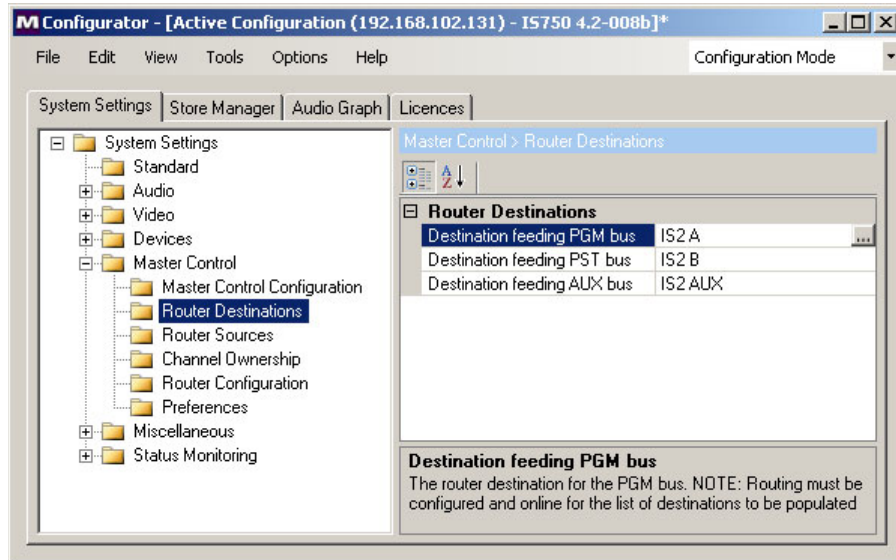 M Configurator - [Active Configuration (192.168.102.131) - IS750 4.2-008b]*
File Edit View Tools Options Help Configuration Mode
System Settings Store Manager Audio Graph Licences
System Settings
Standard
Audio
Video
Devices
Master Control
Master Control Configuration
Router Destinations
Router Sources
Channel Ownership
Router Configuration
Preferences
Miscellaneous
Status Monitoring
Master Control > Router Destinations
A
Z
Router Destinations
Destination feeding PGM bus IS2 A ...
Destination feeding PST bus IS2 B
Destination feeding AUX bus IS2 AUX
Destination feeding PGM bus
The router destination for the PGM bus. NOTE: Routing must be
configured and online for the list of destinations to be populated